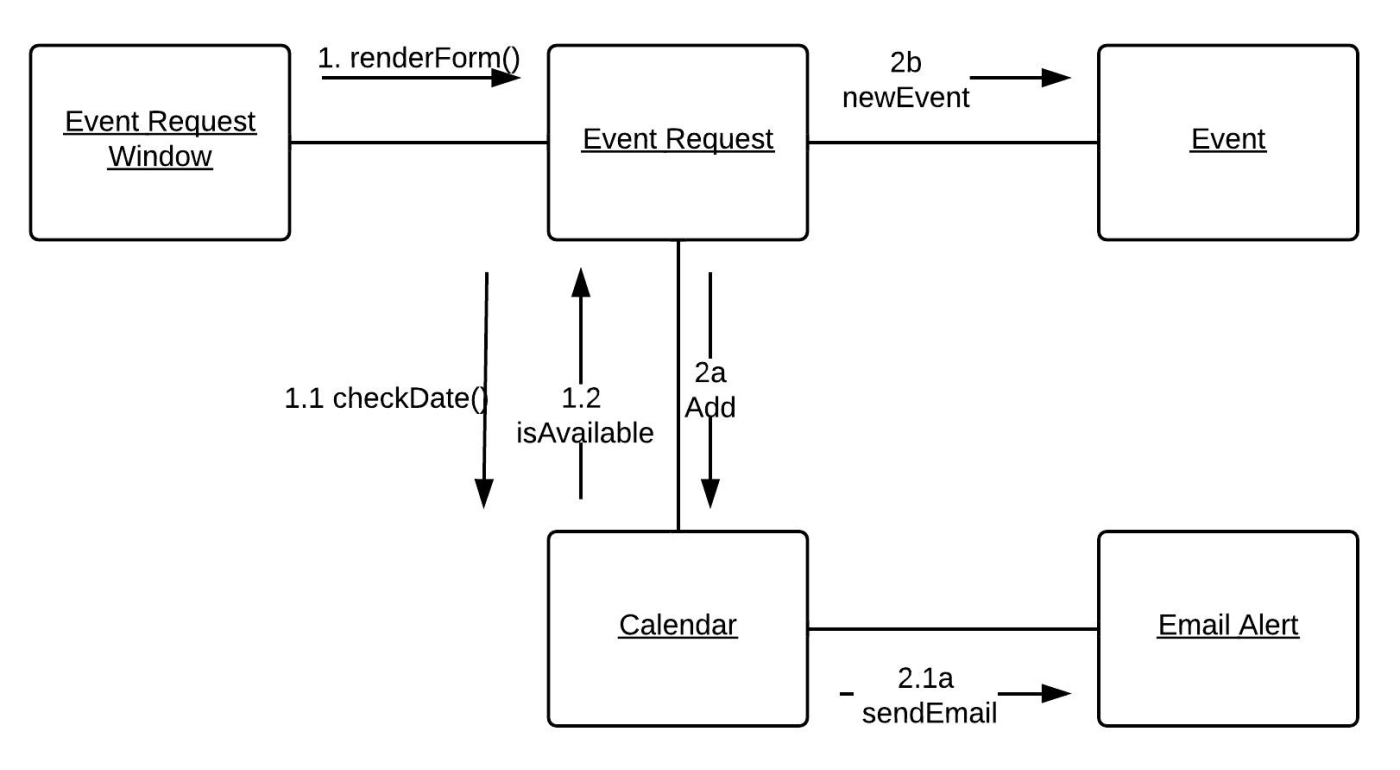 1. renderForm()
2b
newEvent
Event Request
Window
Event Request
Event
1.1 checkDate()
1.2
isAvailable
2a
Add
Calendar
Email Alert
2.1a
sendEmail